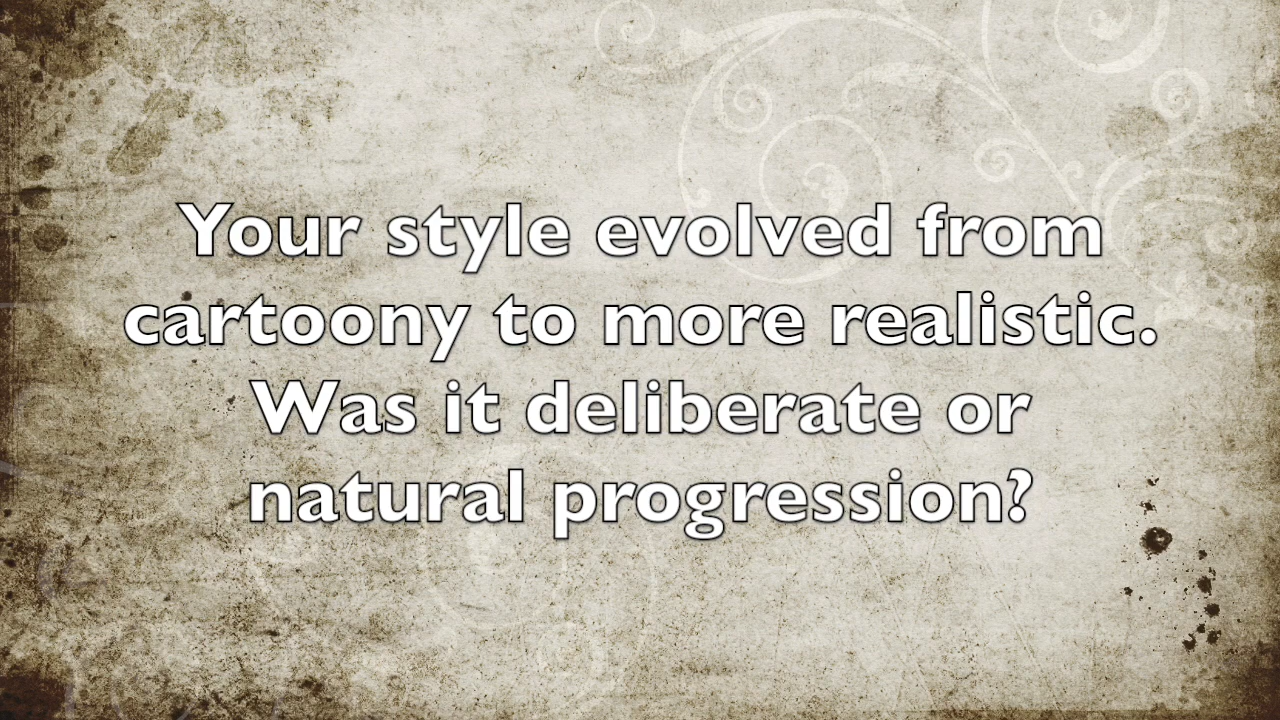 Your style evolved from
cartoony to more realistic.
Was it deliberate or
natural progression?